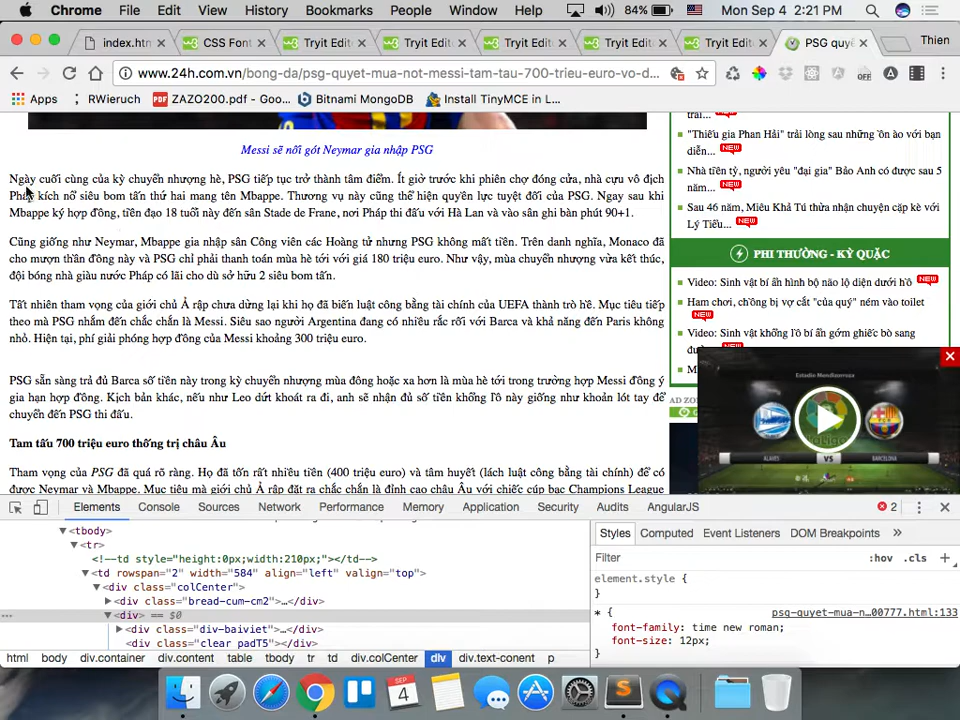 Chrome File Edit View History Bookmarks People Window Help 84% Mon Sep 4 2:21 PM
index.htn CSS Font Tryit Edit Tryit Edit Tryit Edit Tryit Edit Tryit Edit PSG quyế Thien
www.24h.com.vn/bong-da/psg-quyet-mua-not-messi-tam-tau-700-trieu-euro-vo-d...
Apps RWieruch ZAZO200.pdf - Goo... Bitnami MongoDB Install TinyMCE in L...
Messi sẽ nối gót Neymar gia nhập PSG
Ngày cuối cùng của kỳ chuyển nhượng hè, PSG tiếp tục trở thành tâm điểm. Ít giờ trước khi phiên chợ đóng cửa, nhà cựu vô địch
Pháp kích nổ siêu bom tấn thứ hai mang tên Mbappe. Thương vụ này cũng thể hiện quyền lực tuyệt đối của PSG. Ngay sau khi
Mbappe ký hợp đồng, tiền đạo 18 tuổi này đến sân Stade de Frane, nơi Pháp thi đấu với Hà Lan và vào sân ghi bàn phút 90+1.
Cũng giống như Neymar, Mbappe gia nhập sân Công viên các Hoàng tử nhưng PSG không mất tiền. Trên danh nghĩa, Monaco đã
cho mượn thần đồng này và PSG chỉ phải thanh toán mùa hè tới với giá 180 triệu euro. Như vậy, mùa chuyển nhượng vừa kết thúc,
đội bóng nhà giàu nước Pháp có lãi cho dù sở hữu 2 siêu bom tấn.
Tất nhiên tham vọng của giới chủ Ả rập chưa dừng lại khi họ đã biến luật công bằng tài chính của UEFA thành trò hề. Mục tiêu tiếp
theo mà PSG nhắm đến chắc chắn là Messi. Siêu sao người Argentina đang có nhiều rắc rối với Barca và khả năng đến Paris không
nhỏ. Hiện tại, phí giải phóng hợp đồng của Messi khoảng 300 triệu euro.
PSG sẵn sàng trả đủ Barca số tiền này trong kỳ chuyển nhượng mùa đông hoặc xa hơn là mùa hè tới trong trường hợp Messi đồng ý
gia hạn hợp đồng. Kịch bản khác, nếu như Leo dứt khoát ra đi, anh sẽ nhận đủ số tiền khổng lồ này giống như khoản lót tay để
chuyển đến PSG thi đấu.
Tam tấu 700 triệu euro thống trị châu Âu
Tham vọng của PSG đã quá rõ ràng. Họ đã tốn rất nhiều tiền (400 triệu euro) và tâm huyết (lách luật công bằng tài chính) để có
được Neymar và Mbappe. Mục tiêu mà giới chủ Ả rập đặt ra chắc chắn là đỉnh cao châu Âu với chiếc cúp bạc Champions League
trai... NEW
"Thiếu gia Phan Hải" trải lòng sau những ồn ào với bạn
diễn... NEW
Nhà tiền tỷ, người yêu "đại gia" Bảo Anh có được sau 5
năm... NEW
Sau 46 năm, Miêu Khả Tú thừa nhận chuyện cặp kè với
Lý Tiểu... NEW
PHI THƯỜNG - KỲ QUẶC
Video: Sinh vật bí ẩn hình bộ não lộ diện dưới hồ NEW
Ham chơi, chồng bị vợ cắt "của quý" ném vào toilet
NEW
Video: Sinh vật khổng lồ bí ẩn gớm ghiếc bò sang
NEW
AD ZON
Estadio Mendizorroza
ALAVES VS BARCELONA
Elements Console Sources Network Performance Memory Application Security Audits AngularJS 2
<tbody>
<tr>
<!--td style="height:0px;width:210px;"></td-->
<td rowspan="2" width="584" align="left" valign="top">
<div class="colCenter">
<div class="bread-cum-cm2">…</div>
<div> == $0
<div class="div-baiviet">…</div>
<div class="clear padT5"></div>
html body div.container div.content table tbody tr td div.colCenter div div.text-conent p
Styles Computed Event Listeners DOM Breakpoints »
Filter :hov .cls +
element.style {
}
* { psg-quyet-mua-n…00777.html:133
font-family: time new roman;
font-size: 12px;
}
SEP
4